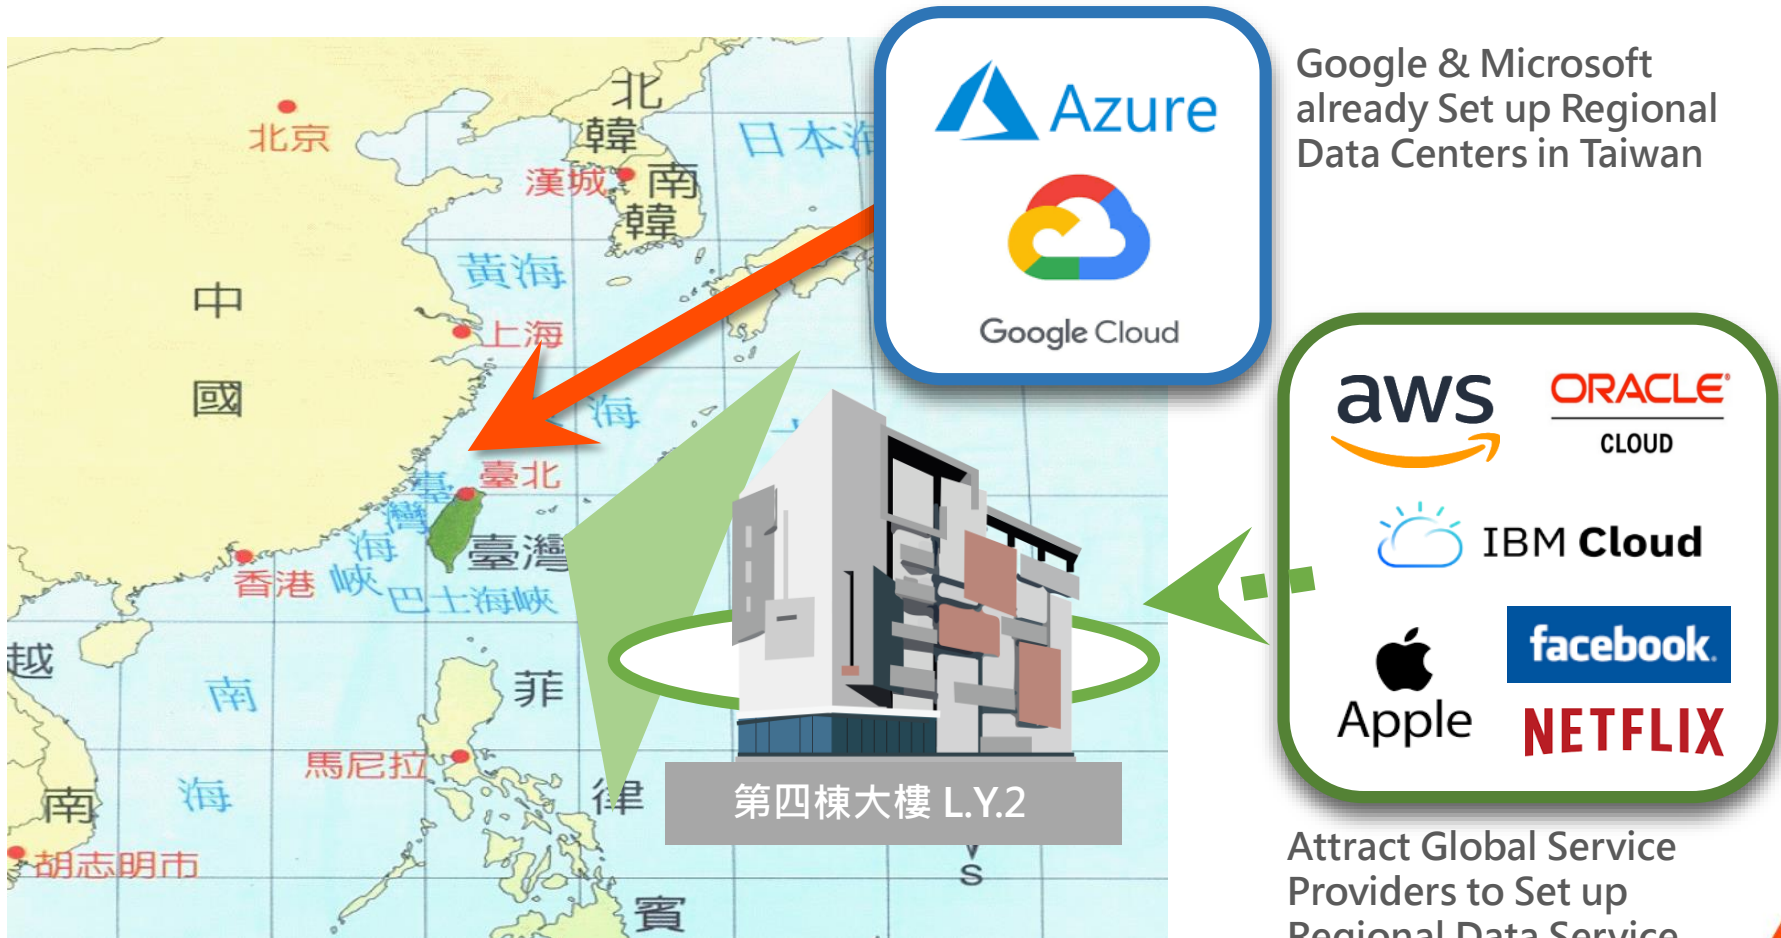 Azure
Google Cloud
Google & Microsoft
already Set up Regional
Data Centers in Taiwan
aws
ORACLE
CLOUD
IBM Cloud
Apple
facebook.
NETFLIX
Attract Global Service
Providers to Set up
Regional Data Service
第四棟大樓 L.Y.2
北韓
北京
日本海
漢城
南韓
黃海
中國
上海
海
臺北
臺灣海峽
臺灣
香港
巴士海峽
越南
南海
菲律賓
馬尼拉
胡志明市
S